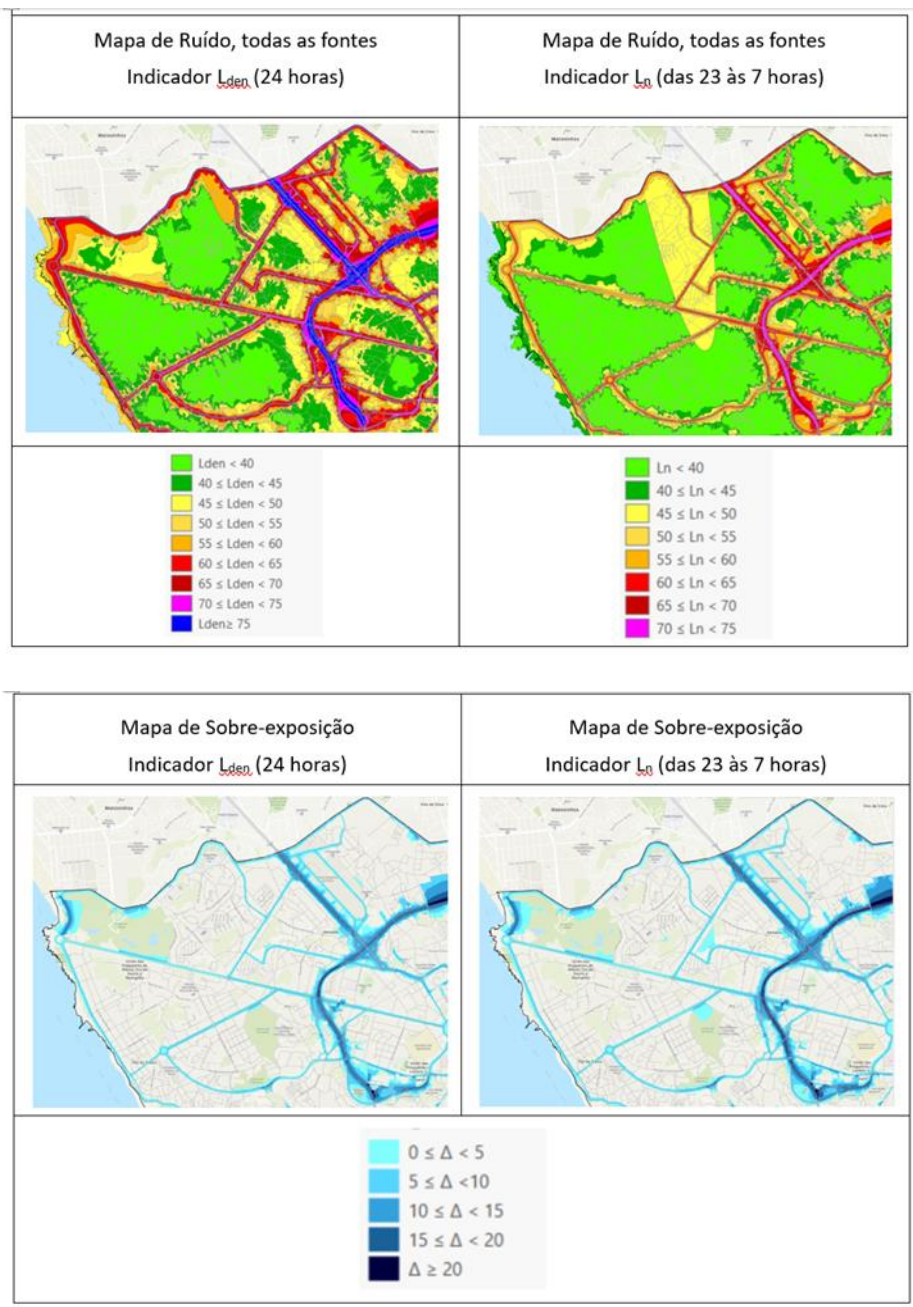 Mapa de Ruído, todas as fontes
Indicador Lden (24 horas)
Mapa de Ruído, todas as fontes
Indicador Ln (das 23 às 7 horas)
Matosinhos
Lden < 40
40 ≤ Lden < 45
45 ≤ Lden < 50
50 ≤ Lden < 55
55 ≤ Lden < 60
60 ≤ Lden < 65
65 ≤ Lden < 70
70 ≤ Lden < 75
Lden≥ 75
Ln < 40
40 ≤ Ln < 45
45 ≤ Ln < 50
50 ≤ Ln < 55
55 ≤ Ln < 60
60 ≤ Ln < 65
65 ≤ Ln < 70
70 ≤ Ln < 75
Mapa de Sobre-exposição
Indicador Lden (24 horas)
Mapa de Sobre-exposição
Indicador Ln (das 23 às 7 horas)
Matosinhos
Matosinhos
0 ≤ Δ < 5
5 ≤ Δ <10
10 ≤ Δ < 15
15 ≤ Δ < 20
Δ ≥ 20